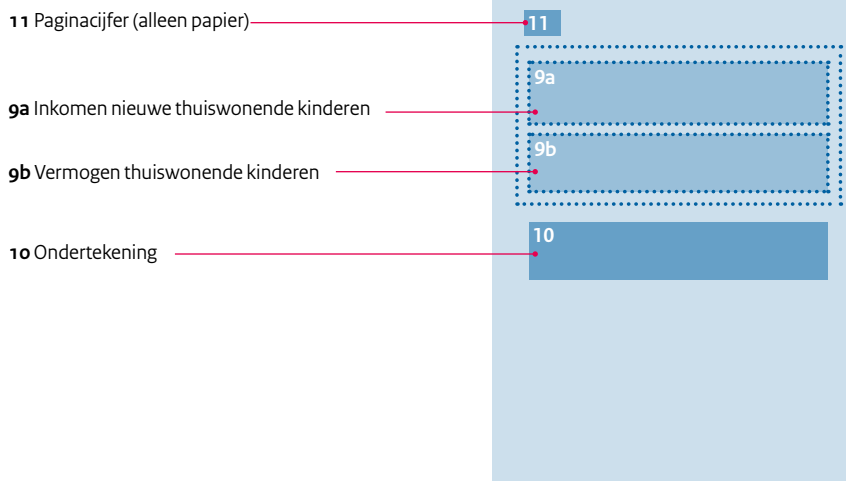 11 Paginacijfer (alleen papier)
11
9a
9a Inkomen nieuwe thuiswonende kinderen
9b
9b Vermogen thuiswonende kinderen
10
10 Ondertekening